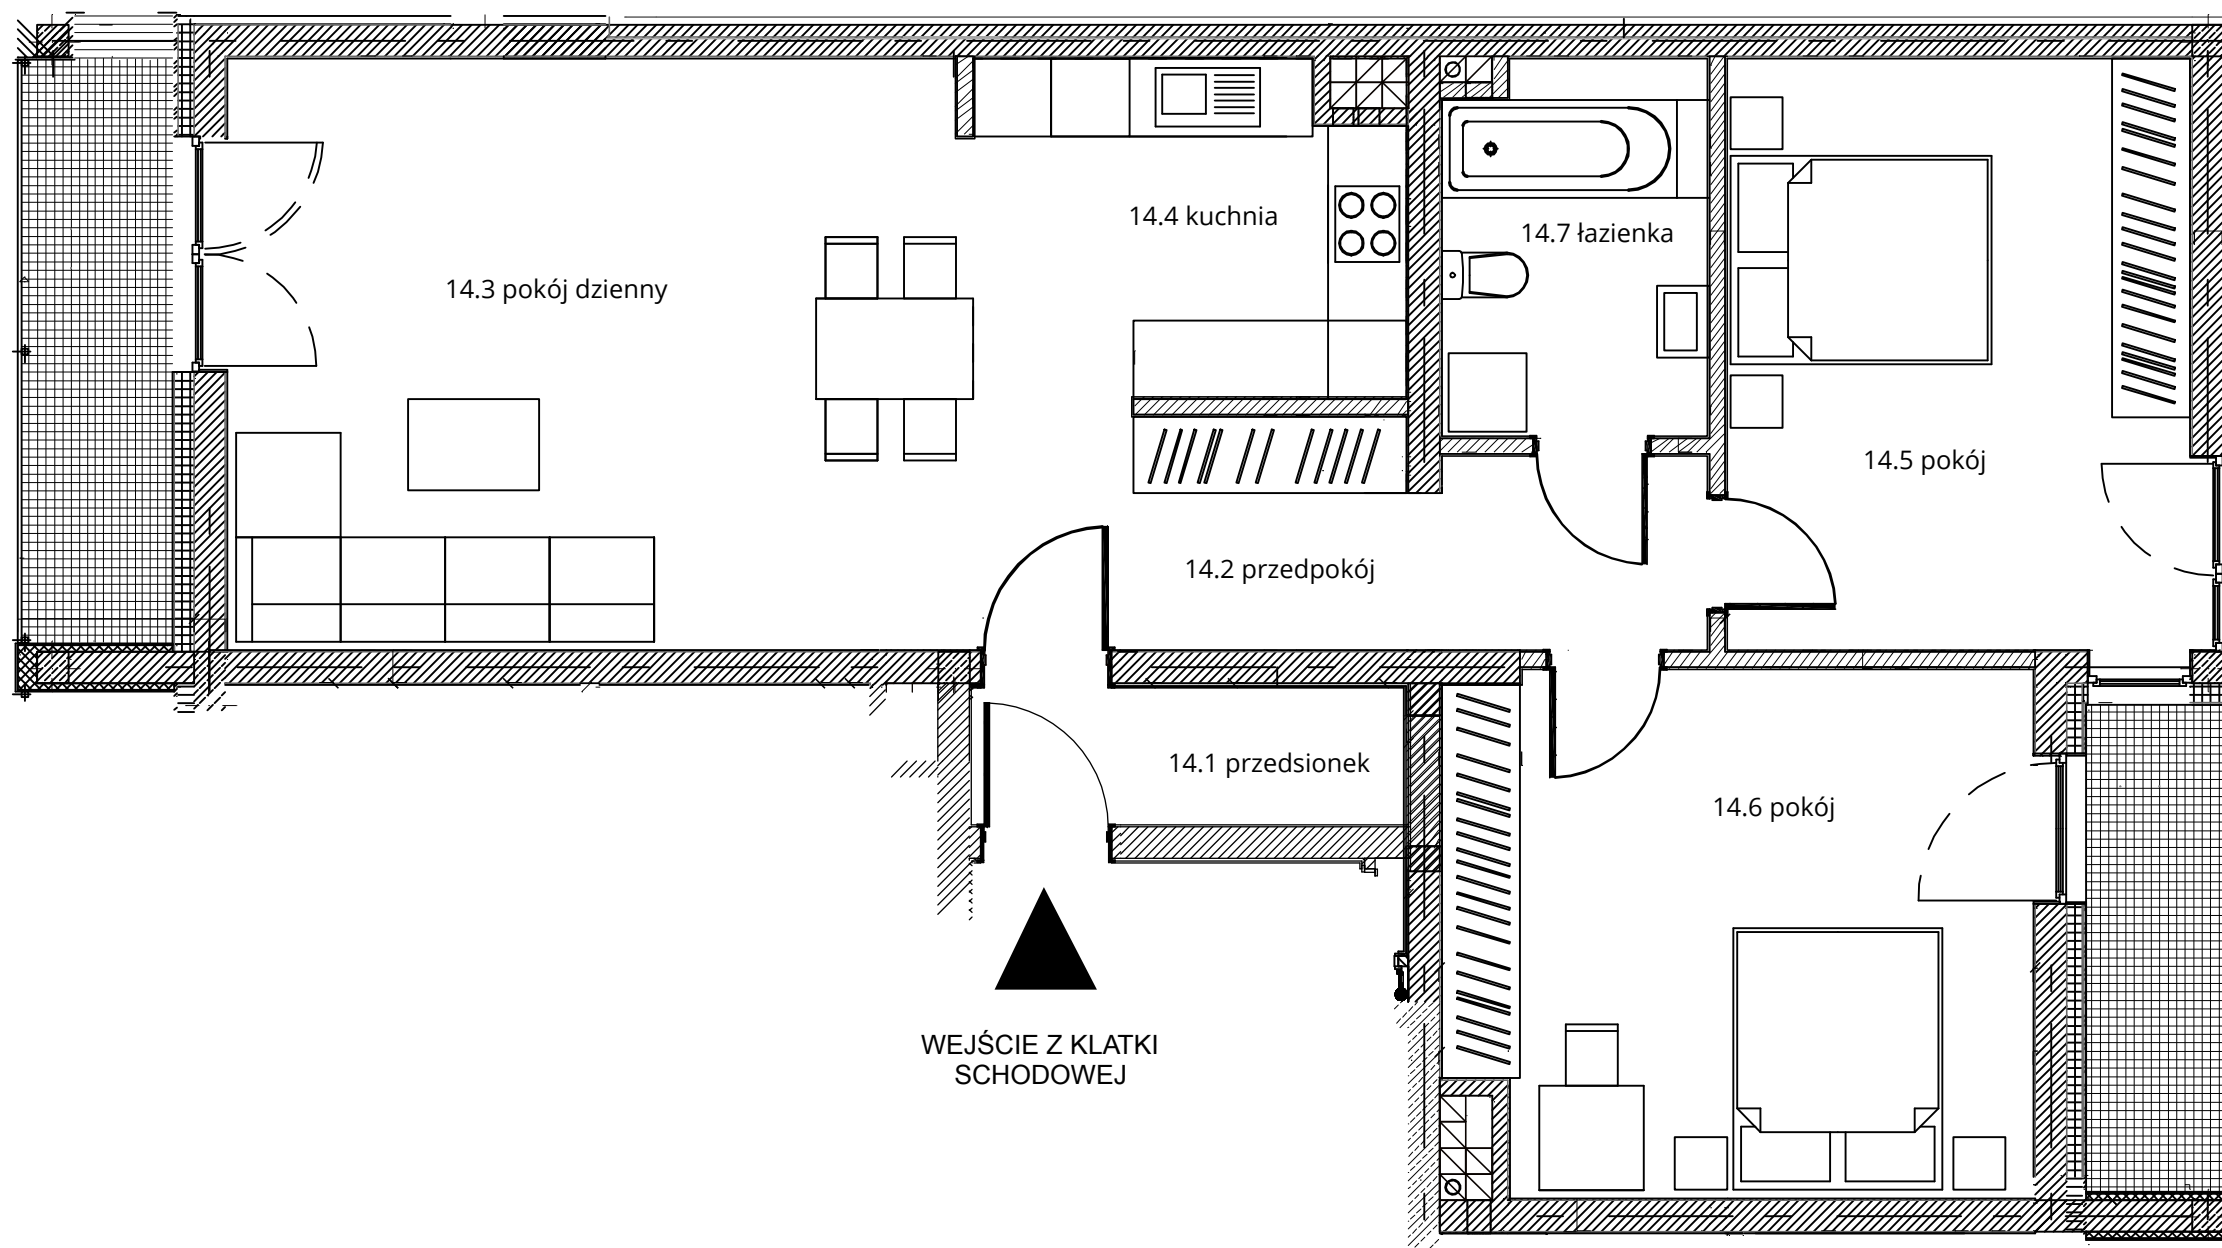 14.4 kuchnia
14.7 łazienka
14.3 pokój dzienny
14.5 pokój
14.2 przedpokój
14.1 przedsionek
14.6 pokój
WEJŚCIE Z KLATKI
SCHODOWEJ